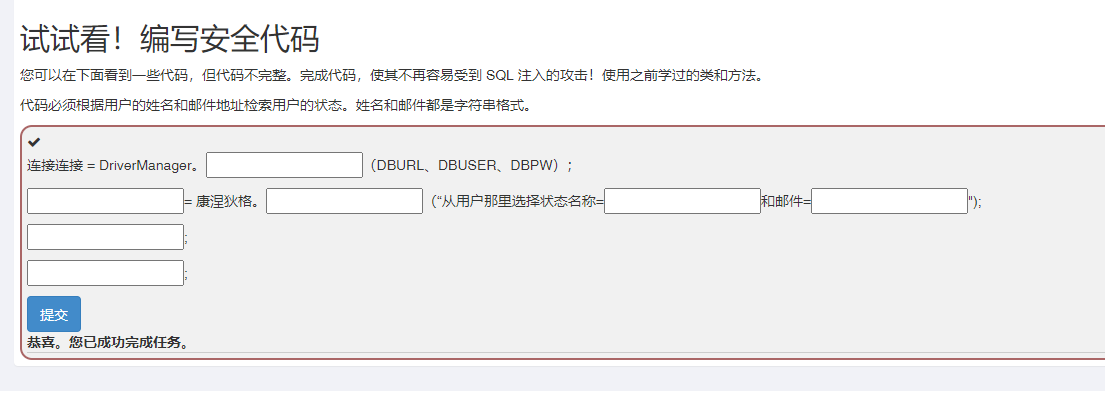 试试看！编写安全代码
您可以在下面看到一些代码，但代码不完整。完成代码，使其不再容易受到 SQL 注入的攻击！使用之前学过的类和方法。
代码必须根据用户的姓名和邮件地址检索用户的状态。姓名和邮件都是字符串格式。
连接连接 = DriverManager。（DBURL、DBUSER、DBPW）；
= 康涅狄格。（“从用户那里选择状态名称=和邮件=");
;
;
提交
恭喜。您已成功完成任务。